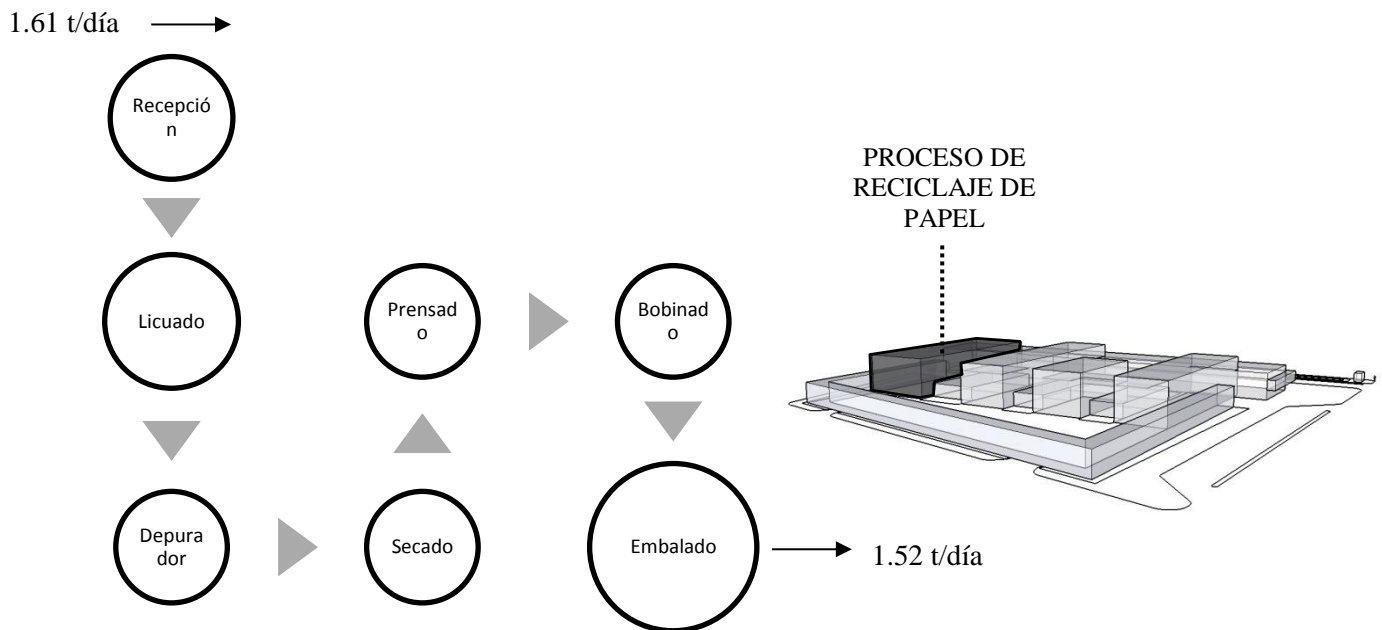 1.61 t/día
Recepció
n
Licuado
Depura
dor
Secado
Prensad
o
Bobinad
o
Embalado
1.52 t/día
PROCESO DE
RECICLAJE DE
PAPEL